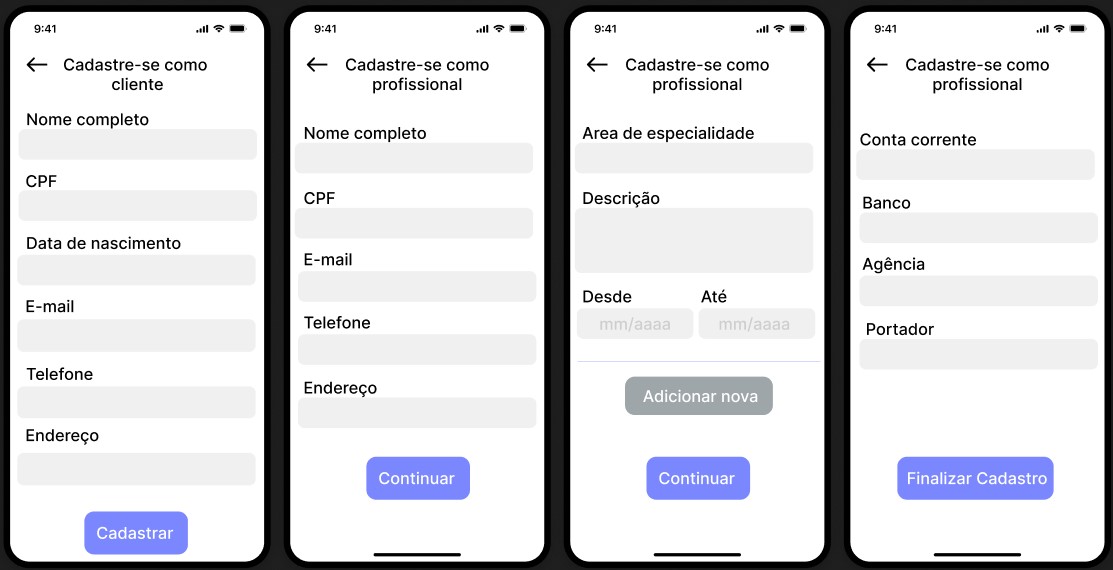 9:41
Cadastre-se como
cliente
Nome completo
CPF
Data de nascimento
E-mail
Telefone
Endereço
Cadastrar
9:41
Cadastre-se como
profissional
Nome completo
CPF
E-mail
Telefone
Endereço
Continuar
9:41
Cadastre-se como
profissional
Area de especialidade
Descrição
Desde Até
mm/aaaa mm/aaaa
Adicionar nova
Continuar
9:41
Cadastre-se como
profissional
Conta corrente
Banco
Agência
Portador
Finalizar Cadastro